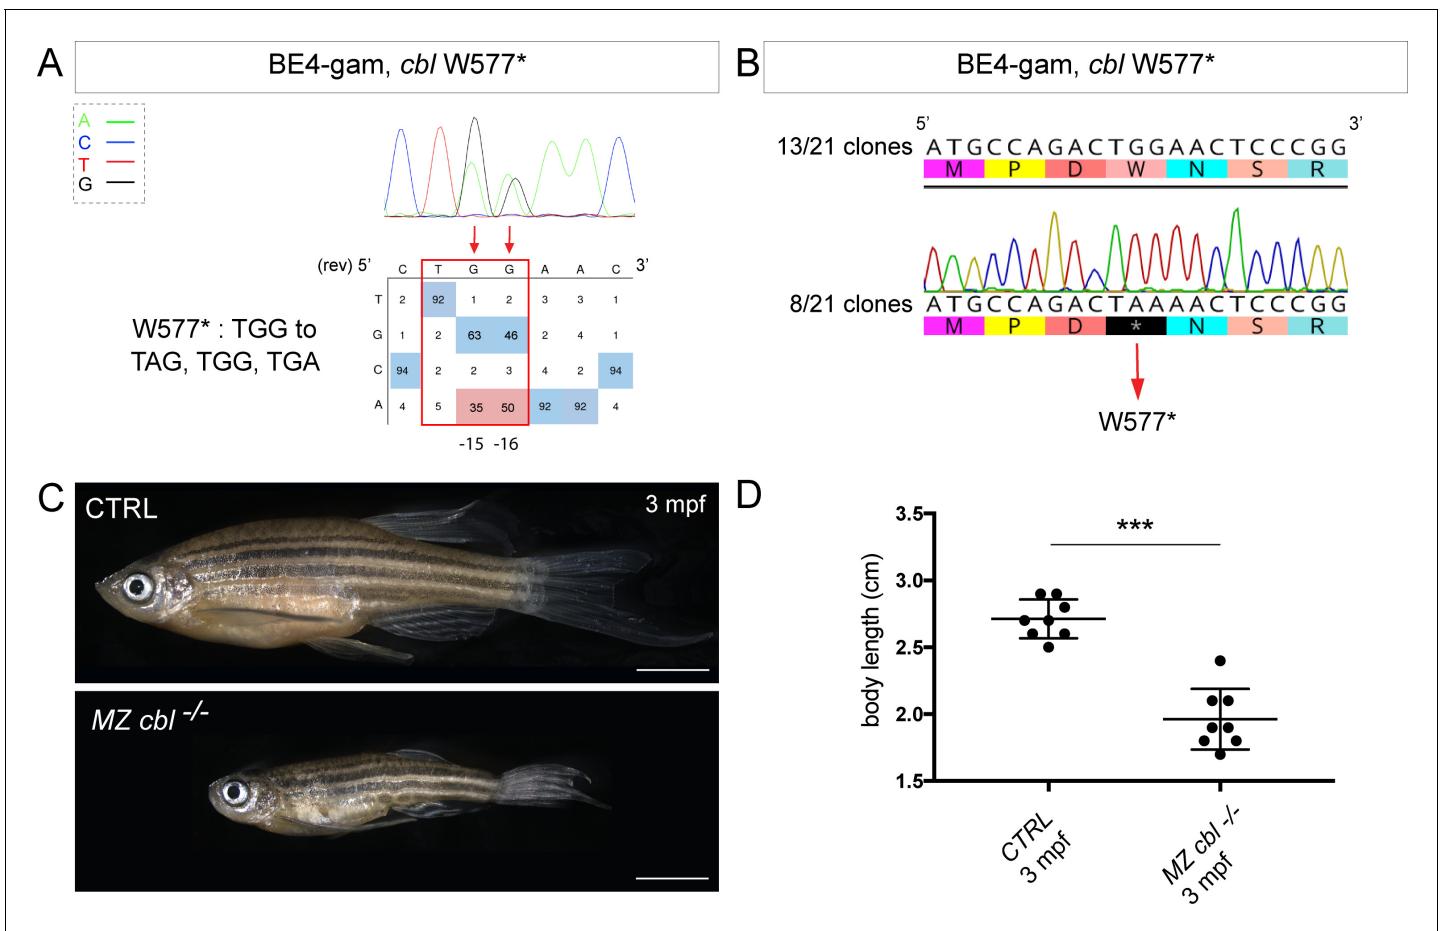 A
BE4-gam, cbl W577*
A
C
T
G
(rev) 5’
C T G G A A C
3’
T 2 92 1 2 3 3 1
G 1 2 63 46 2 4 1
C 94 2 2 3 4 2 94
A 4 5 35 50 92 92 4
-15 -16
W577* : TGG to
TAG, TGG, TGA
B
BE4-gam, cbl W577*
5’ 3’
13/21 clones ATGCCAGACTGGAACTCCCGG
M P D W N S R
8/21 clones ATGCCAGACTAAAACTCCCGG
M P D * N S R
W577*
C
CTRL
3 mpf
MZ cbl -/-
D
body length (cm)
3.5
3.0
2.5
2.0
1.5
***
CTRL
3 mpf
MZ cbl -/-
3 mpf